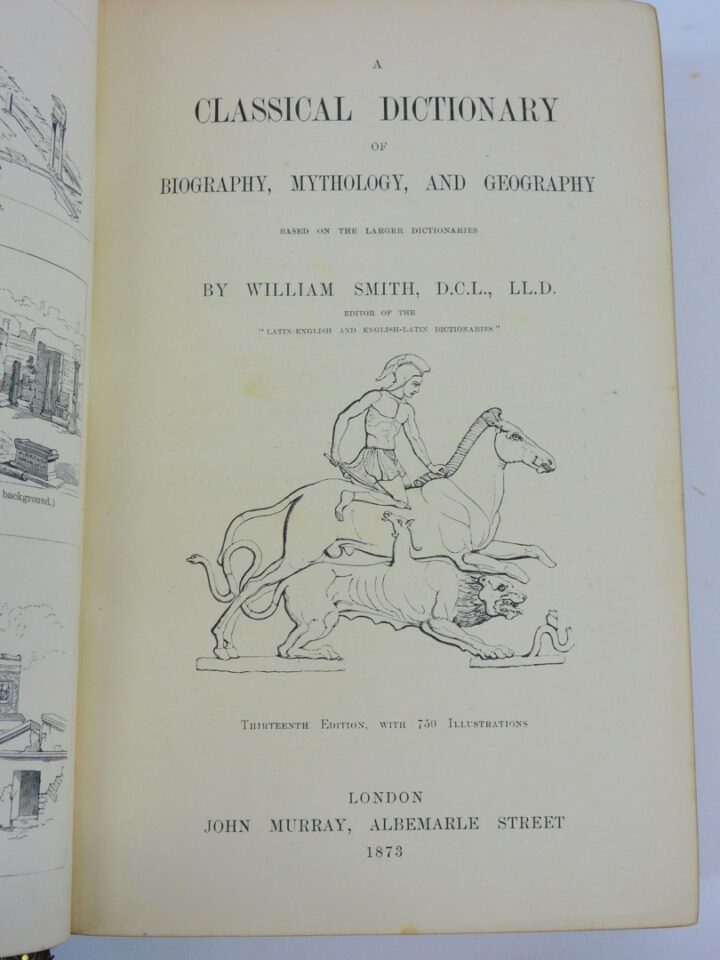 background.)
A
CLASSICAL DICTIONARY
OF
BIOGRAPHY, MYTHOLOGY, AND GEOGRAPHY
BASED ON THE LARGER DICTIONARIES
BY WILLIAM SMITH, D.C.L., LL.D.
EDITOR OF THE
"LATIN-ENGLISH AND ENGLISH-LATIN DICTIONARIES"
THIRTEENTH EDITION, WITH 750 ILLUSTRATIONS
LONDON
JOHN MURRAY, ALBEMARLE STREET
1873